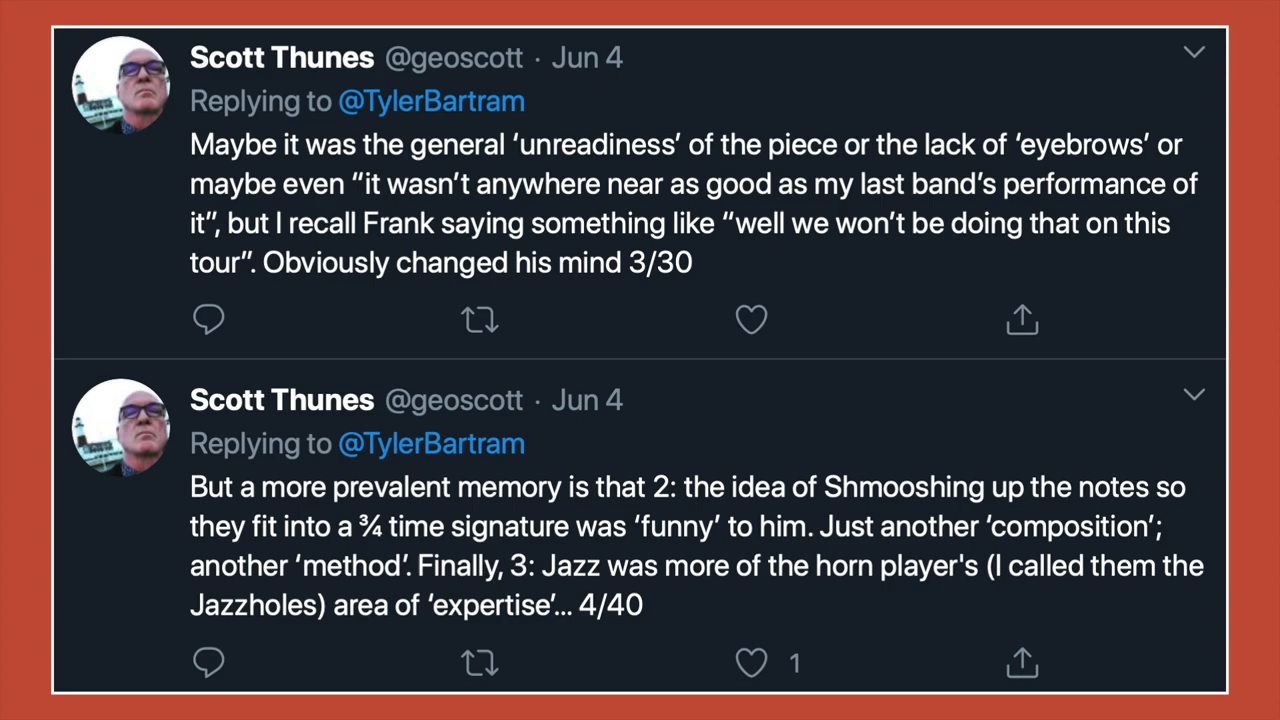 Scott Thunes @geoscott · Jun 4
Replying to @TylerBartram
Maybe it was the general ‘unreadiness’ of the piece or the lack of ‘eyebrows’ or
maybe even “it wasn’t anywhere near as good as my last band’s performance of
it”, but I recall Frank saying something like “well we won’t be doing that on this
tour”. Obviously changed his mind 3/30
Scott Thunes @geoscott · Jun 4
Replying to @TylerBartram
But a more prevalent memory is that 2: the idea of Shmooshing up the notes so
they fit into a ¾ time signature was ‘funny’ to him. Just another ‘composition’;
another ‘method’. Finally, 3: Jazz was more of the horn player's (I called them the
Jazzholes) area of ‘expertise’... 4/40
1